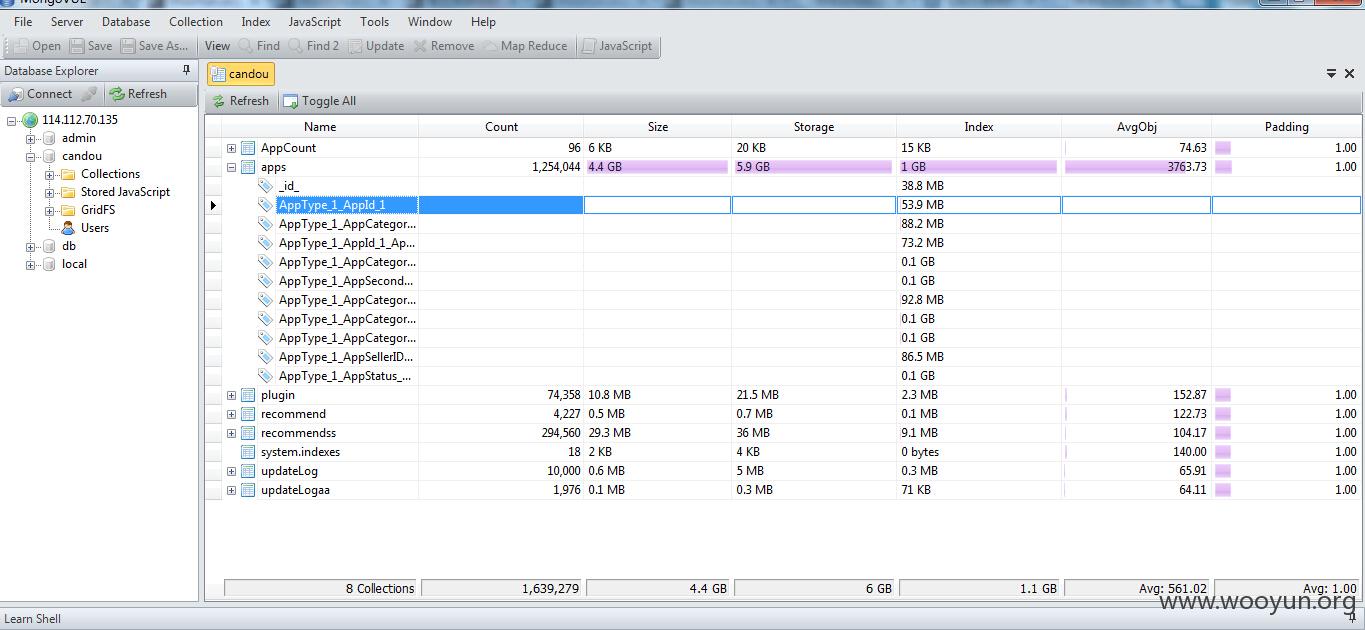 MongoVUE
File Server Database Collection Index JavaScript Tools Window Help
Open Save Save As... View Find Find 2 Update Remove Map Reduce JavaScript
Database Explorer
candou
Connect Refresh
Refresh Toggle All
114.112.70.135
admin
candou
Collections
Stored JavaScript
GridFS
Users
db
local
Name Count Size Storage Index AvgObj Padding
AppCount 96 6 KB 20 KB 15 KB 74.63 1.00
apps 1,254,044 4.4 GB 5.9 GB 1 GB 3763.73 1.00
_id_ 38.8 MB
AppType_1_AppId_1 53.9 MB
AppType_1_AppCategor... 88.2 MB
AppType_1_AppId_1_Ap... 73.2 MB
AppType_1_AppCategor... 0.1 GB
AppType_1_AppSecond... 0.1 GB
AppType_1_AppCategor... 92.8 MB
AppType_1_AppCategor... 0.1 GB
AppType_1_AppCategor... 0.1 GB
AppType_1_AppSellerID... 86.5 MB
AppType_1_AppStatus_... 0.1 GB
plugin 74,358 10.8 MB 21.5 MB 2.3 MB 152.87 1.00
recommend 4,227 0.5 MB 0.7 MB 0.1 MB 122.73 1.00
recommendss 294,560 29.3 MB 36 MB 9.1 MB 104.17 1.00
system.indexes 18 2 KB 4 KB 0 bytes 140.00 1.00
updateLog 10,000 0.6 MB 5 MB 0.3 MB 65.91 1.00
updateLogaa 1,976 0.1 MB 0.3 MB 71 KB 64.11 1.00
8 Collections 1,639,279 4.4 GB 6 GB 1.1 GB Avg: 561.02 Avg: 1.00
www.wooyun.org
Learn Shell